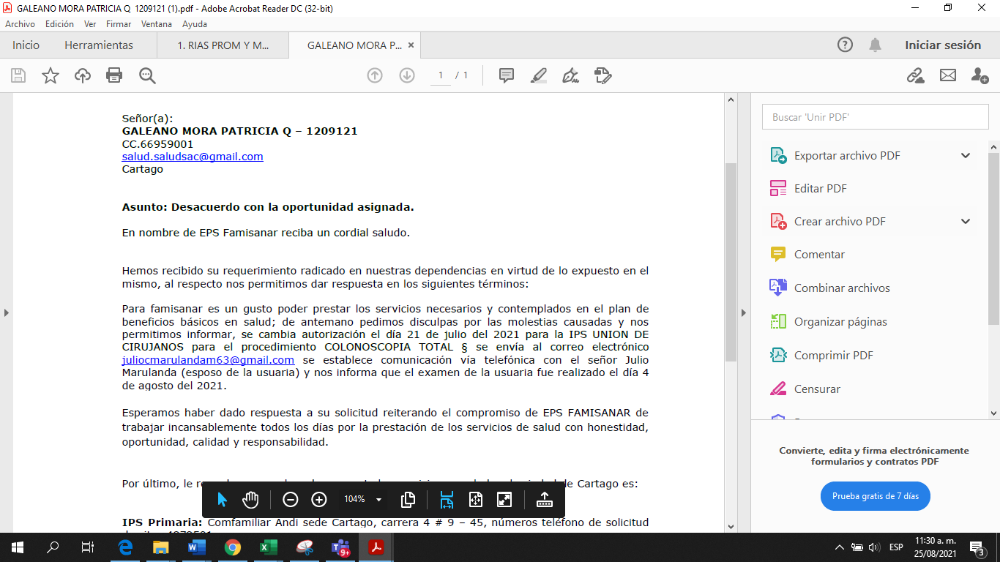 GALEANO MORA PATRICIA Q  1209121 (1).pdf - Adobe Acrobat Reader DC (32-bit)
Archivo Edición Ver Firmar Ventana Ayuda
Inicio Herramientas 1. RIAS PROM Y M... GALEANO MORA P... × Iniciar sesión
1 / 1
Señor(a):
GALEANO MORA PATRICIA Q – 1209121
CC.66959001
salud.saludsac@gmail.com
Cartago
Asunto: Desacuerdo con la oportunidad asignada.
En nombre de EPS Famisanar reciba un cordial saludo.
Hemos recibido su requerimiento radicado en nuestras dependencias en virtud de lo expuesto en el
mismo, al respecto nos permitimos dar respuesta en los siguientes términos:
Para famisanar es un gusto poder prestar los servicios necesarios y contemplados en el plan de
beneficios básicos en salud; de antemano pedimos disculpas por las molestias causadas y nos
permitimos informar, se cambia autorización el día 21 de julio del 2021 para la IPS UNION DE
CIRUJANOS para el procedimiento COLONOSCOPIA TOTAL § se envía al correo electrónico
juliocmarulandam63@gmail.com se establece comunicación vía telefónica con el señor Julio
Marulanda (esposo de la usuaria) y nos informa que el examen de la usuaria fue realizado el día 4
de agosto del 2021.
Esperamos haber dado respuesta a su solicitud reiterando el compromiso de EPS FAMISANAR de
trabajar incansablemente todos los días por la prestación de los servicios de salud con honestidad,
oportunidad, calidad y responsabilidad.
Por último, le de Cartago es:
104%
IPS Primaria: Comfamiliar Andi sede Cartago, carrera 4 # 9 – 45, números teléfono de solicitud
Buscar 'Unir PDF'
Exportar archivo PDF
Editar PDF
Crear archivo PDF
Comentar
Combinar archivos
Organizar páginas
Comprimir PDF
Censurar
Convierte, edita y firma electrónicamente
formularios y contratos PDF
Prueba gratis de 7 días
9+
ESP
11:30 a. m.
25/08/2021
3